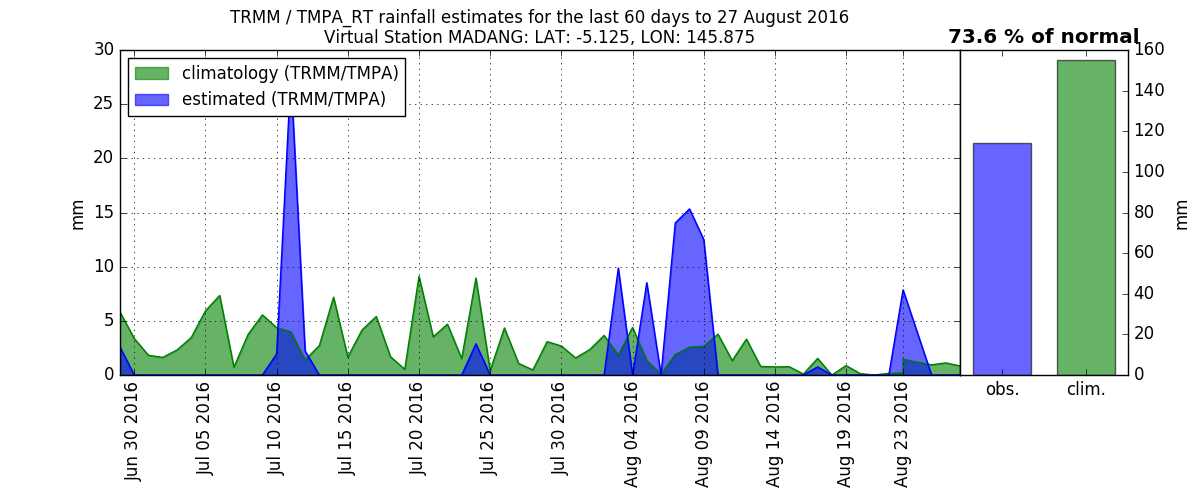 TRMM / TMPA_RT rainfall estimates for the last 60 days to 27 August 2016
Virtual Station MADANG: LAT: -5.125, LON: 145.875
73.6 % of normal
climatology (TRMM/TMPA)
estimated (TRMM/TMPA)
30
25
20
15
10
5
0
mm
160
140
120
100
80
60
40
20
0
mm
Jun 30 2016
Jul 05 2016
Jul 10 2016
Jul 15 2016
Jul 20 2016
Jul 25 2016
Jul 30 2016
Aug 04 2016
Aug 09 2016
Aug 14 2016
Aug 19 2016
Aug 23 2016
obs.
clim.